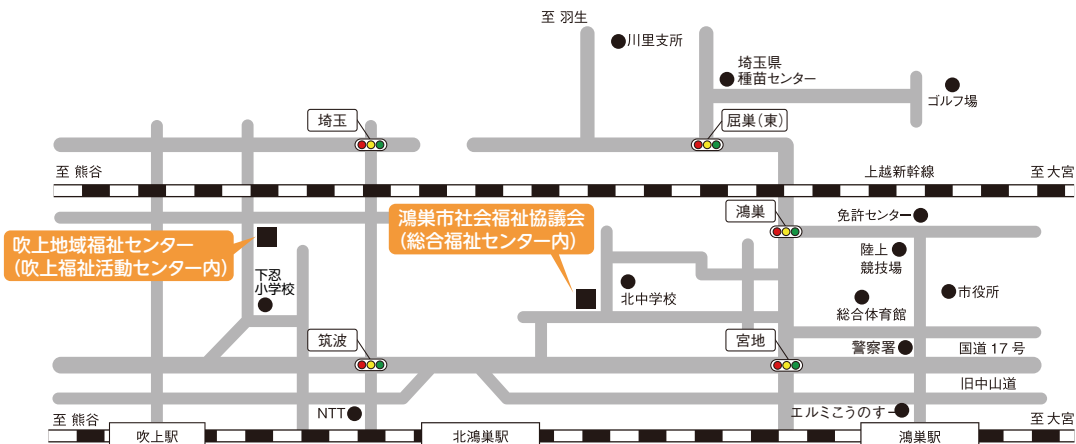 至 羽生
川里支所
埼玉県
種苗センター
ゴルフ場
埼玉
屈巣(東)
至 熊谷
上越新幹線
至 大宮
鴻巣市社会福祉協議会
(総合福祉センター内)
鴻巣
免許センター
吹上地域福祉センター
(吹上福祉活動センター内)
陸上
競技場
下忍
小学校
北中学校
市役所
総合体育館
筑波
宮地
警察署
国道17号
旧中山道
NTT
エルミこうのすー
至 熊谷
至 大宮
吹上駅
北鴻巣駅
鴻巣駅